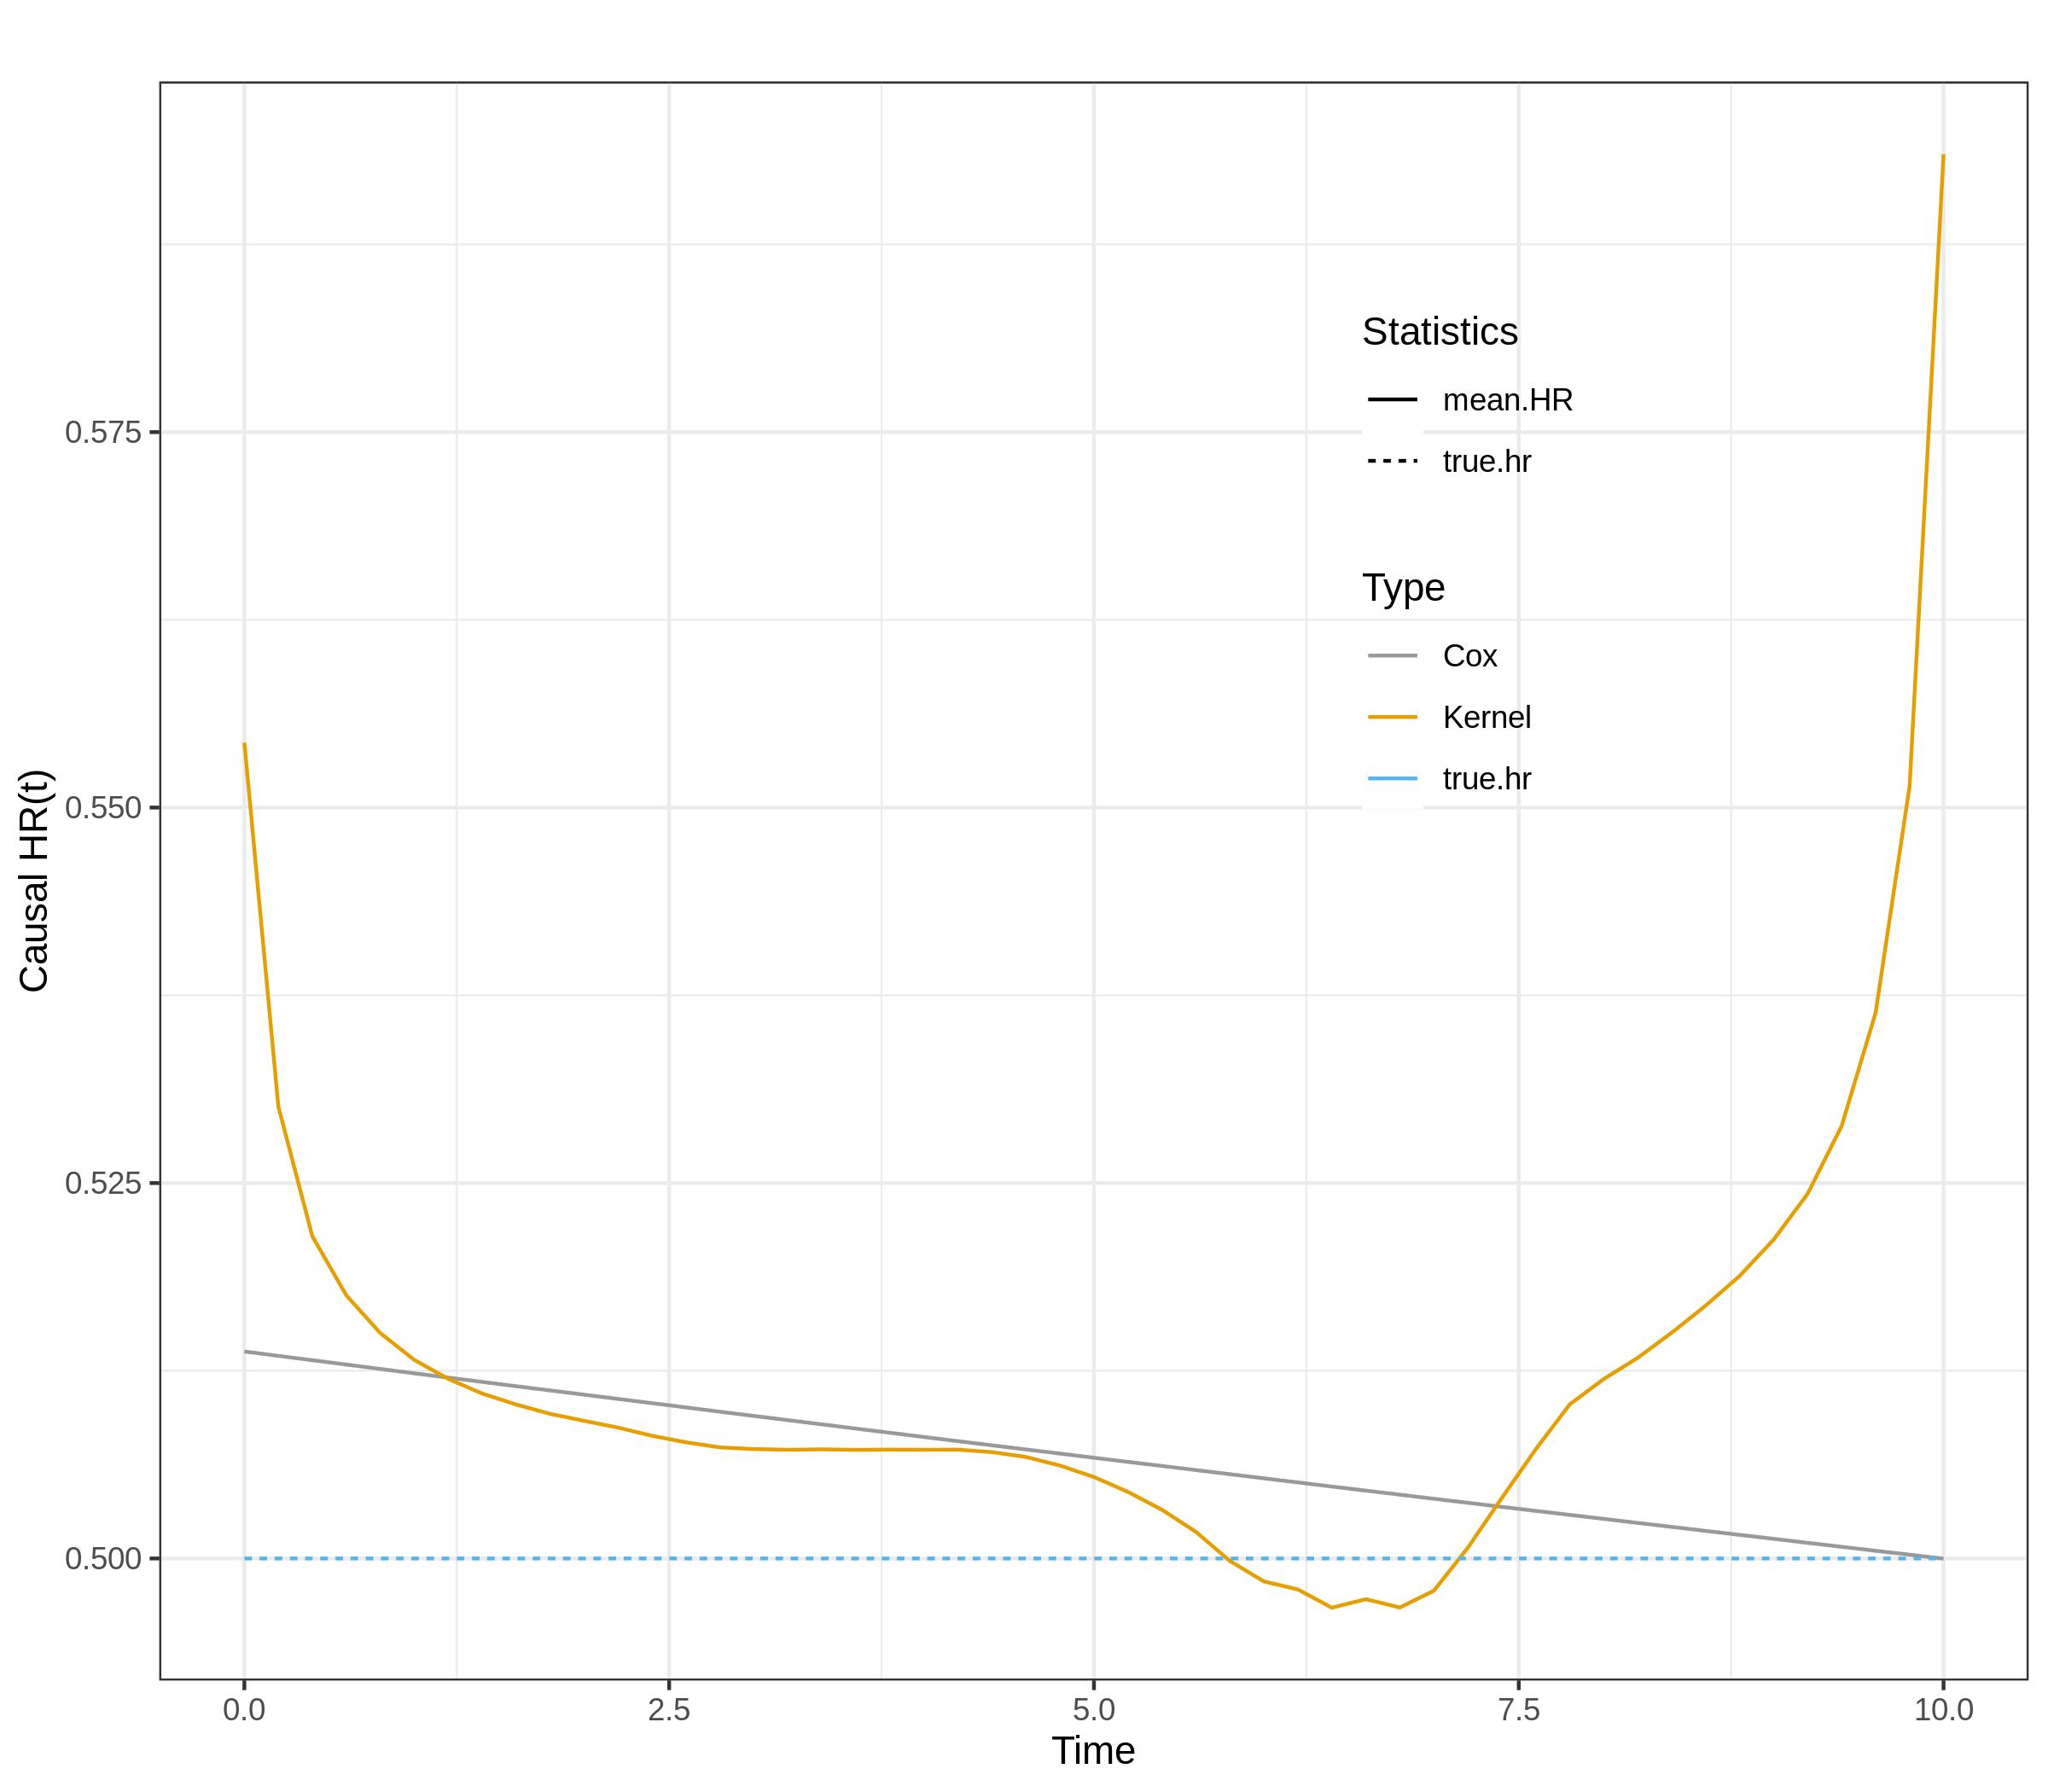 Statistics
mean.HR
true.hr
Type
Cox
Kernel
true.hr
Causal HR(t)
0.575
0.550
0.525
0.500
0.0 2.5 5.0 7.5 10.0
Time